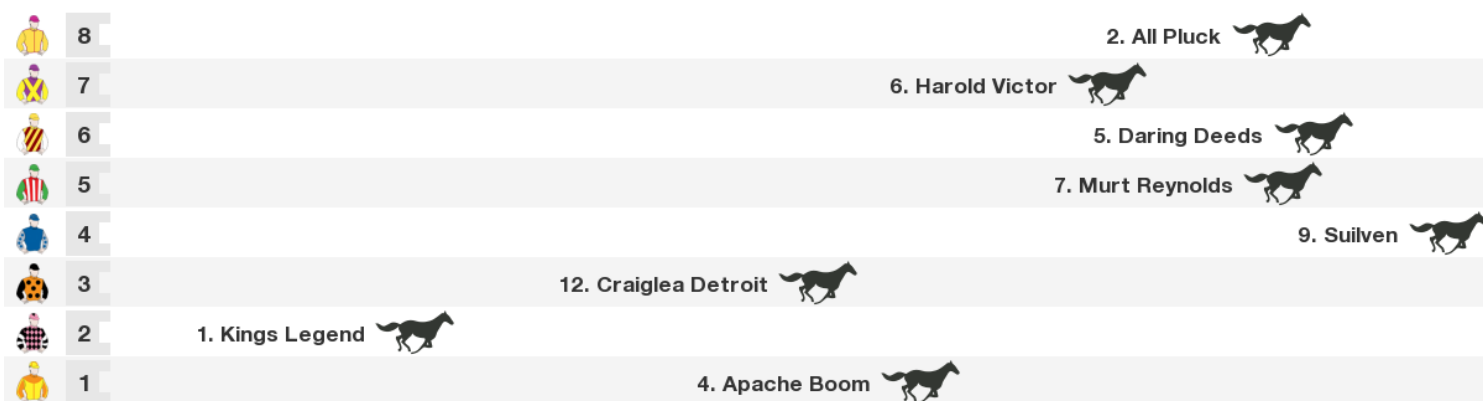 8 2. All Pluck
7 6. Harold Victor
6 5. Daring Deeds
5 7. Murt Reynolds
4 9. Suilven
3 12. Craiglea Detroit
2 1. Kings Legend
1 4. Apache Boom